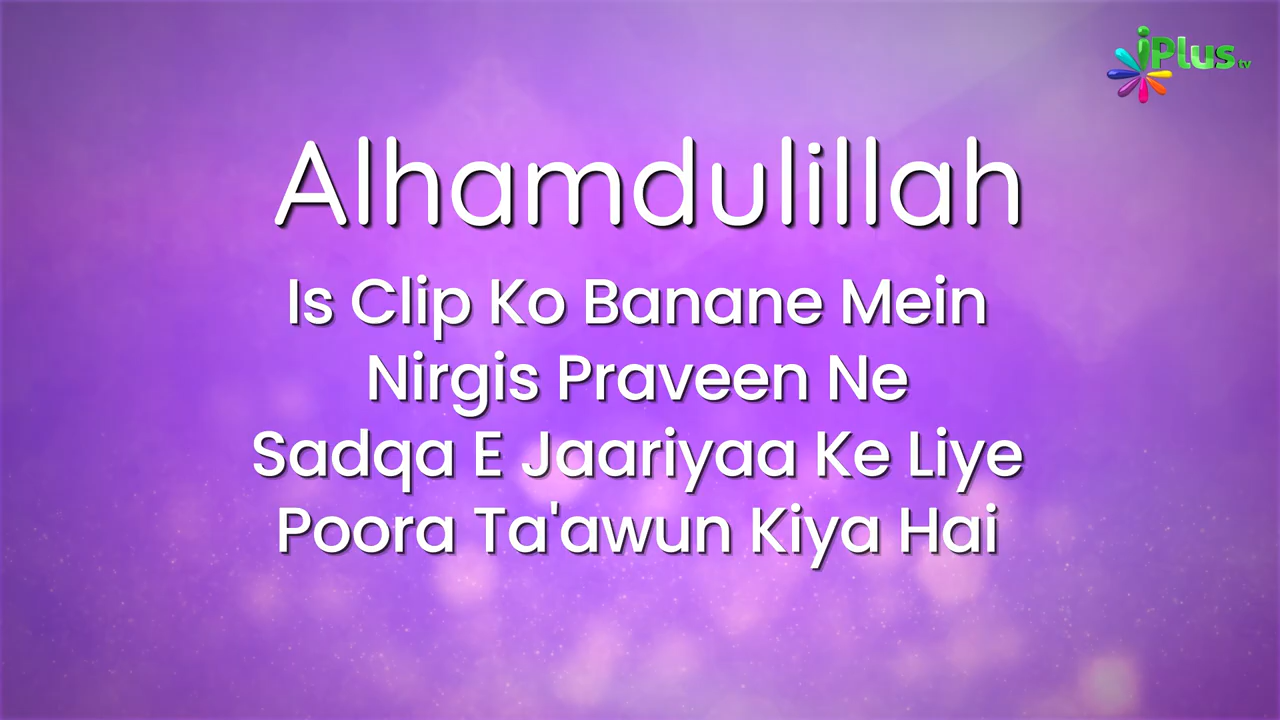 iPlus tv
Alhamdulillah
Is Clip Ko Banane Mein
Nirgis Praveen Ne
Sadqa E Jaariyaa Ke Liye
Poora Ta'awun Kiya Hai